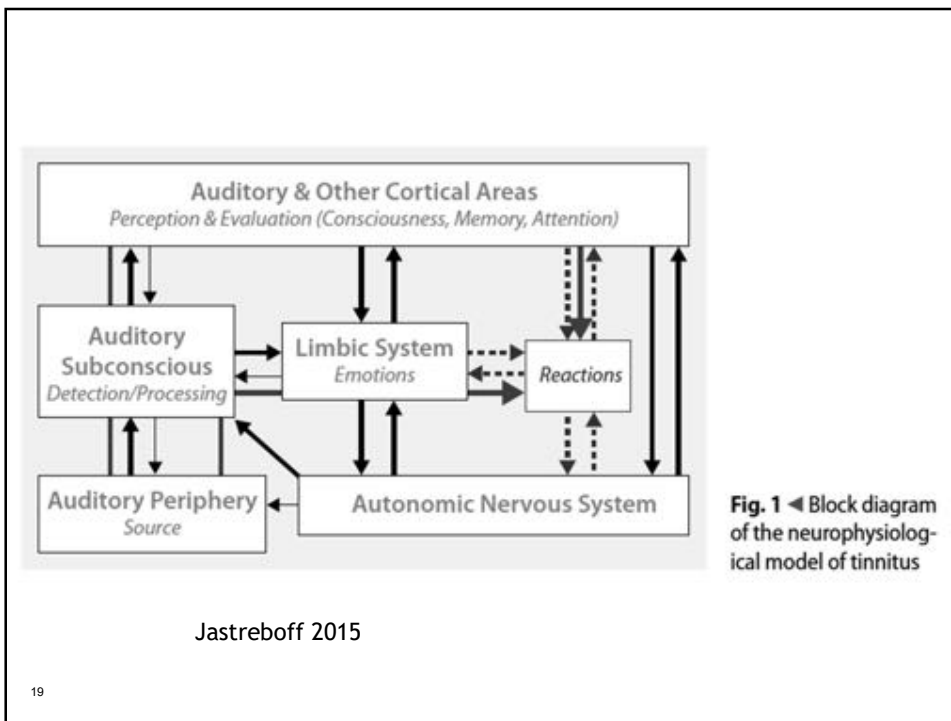 Auditory & Other Cortical Areas
Perception & Evaluation (Consciousness, Memory, Attention)
Auditory
Subconscious
Detection/Processing
Limbic System
Emotions
Reactions
Auditory Periphery
Source
Autonomic Nervous System
Fig. 1 ◄ Block diagram
of the neurophysiolog-
ical model of tinnitus
Jastreboff 2015
19